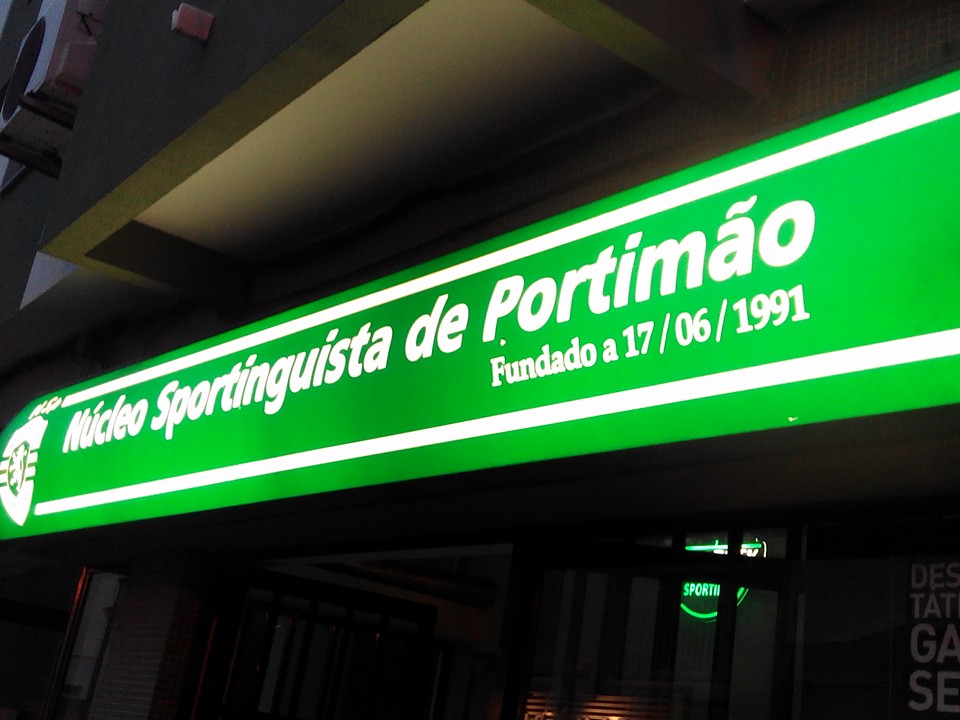 Núcleo Sportinguista de Portimão
Fundado a 17 / 06 / 1991
SPORTI
DES
TAT
GA
SE